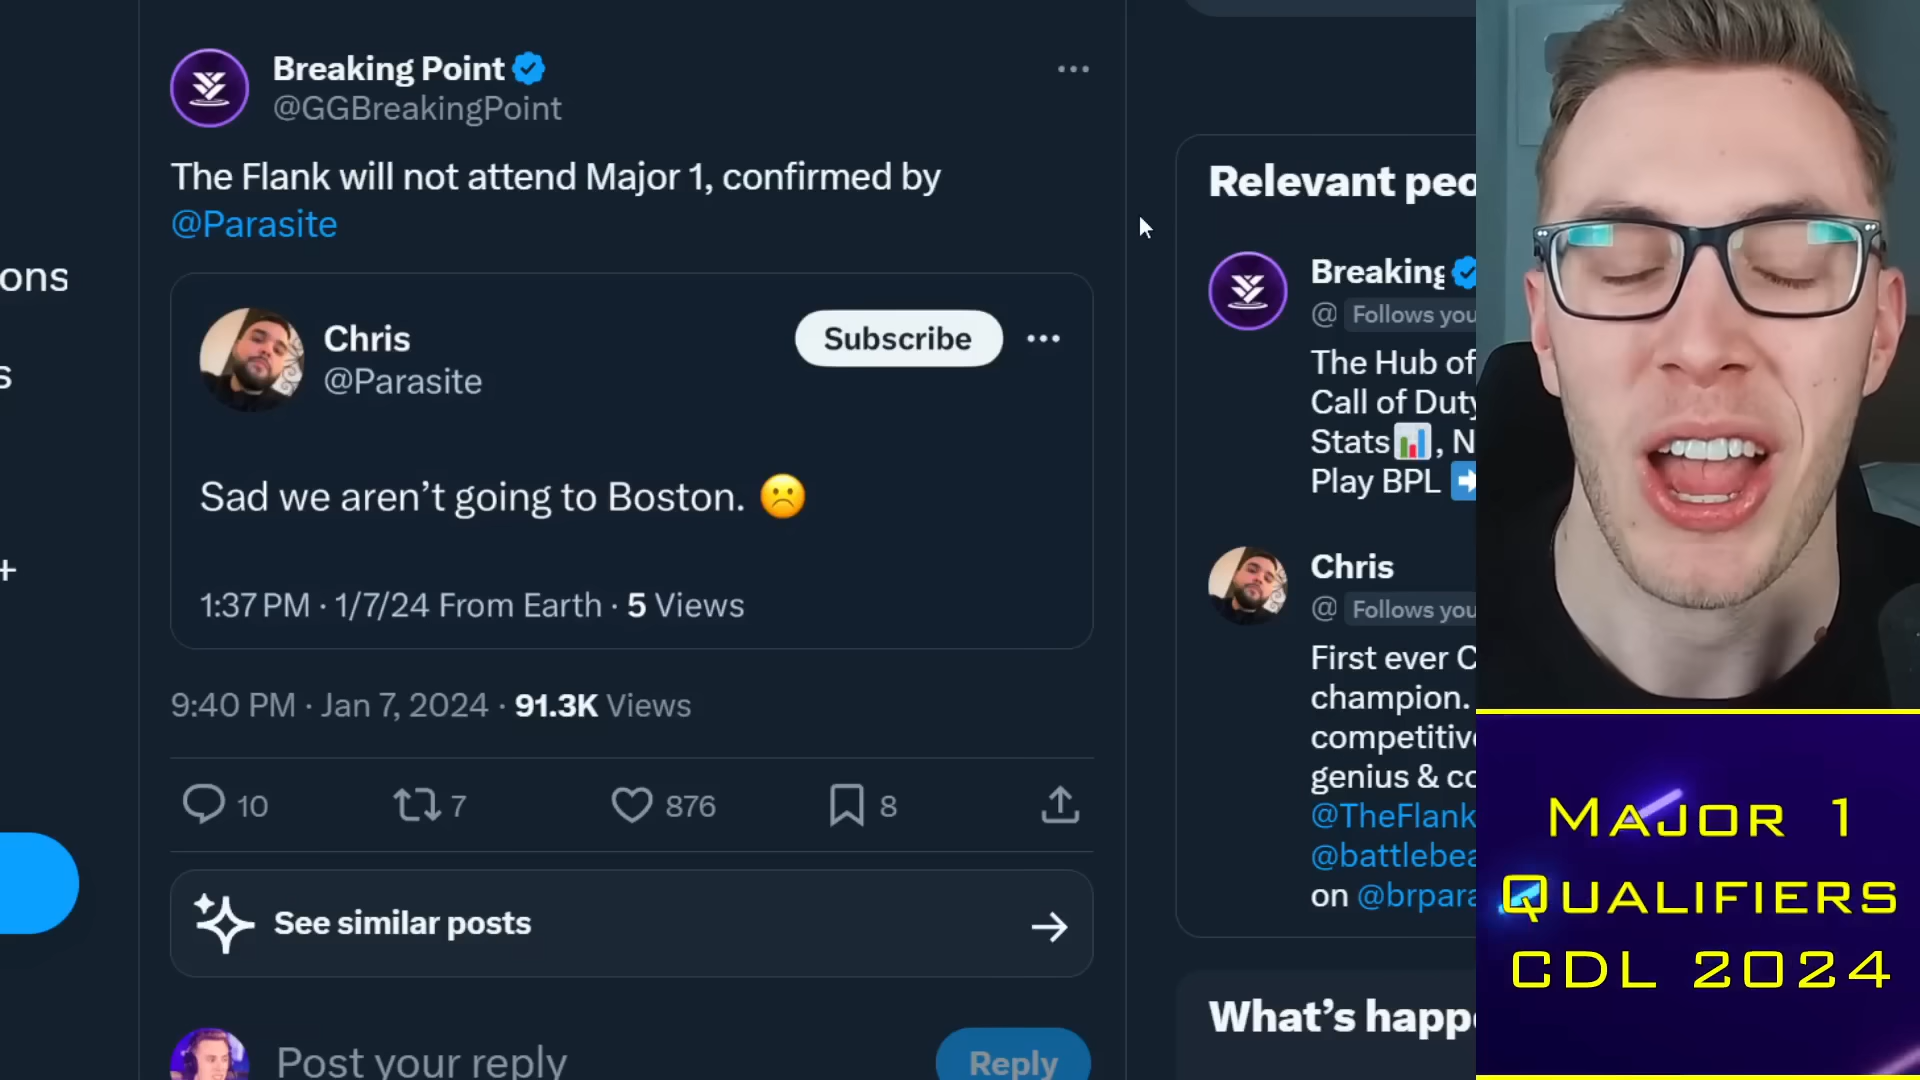 ons
s
+
Breaking Point
@GGBreakingPoint
The Flank will not attend Major 1, confirmed by
@Parasite
Chris
@Parasite
Subscribe
Sad we aren’t going to Boston. ☹️
1:37 PM · 1/7/24 From Earth · 5 Views
9:40 PM · Jan 7, 2024 · 91.3K Views
10
7
876
8
See similar posts
Post your reply
Reply
Relevant peo
Breaking
@ Follows you
The Hub of
Call of Duty
Stats📊, N
Play BPL ➡️
Chris
@ Follows you
First ever C
champion.
competitive
genius & co
@TheFlank
@battlebea
on @brpara
What’s happe
Major 1
Qualifiers
CDL 2024